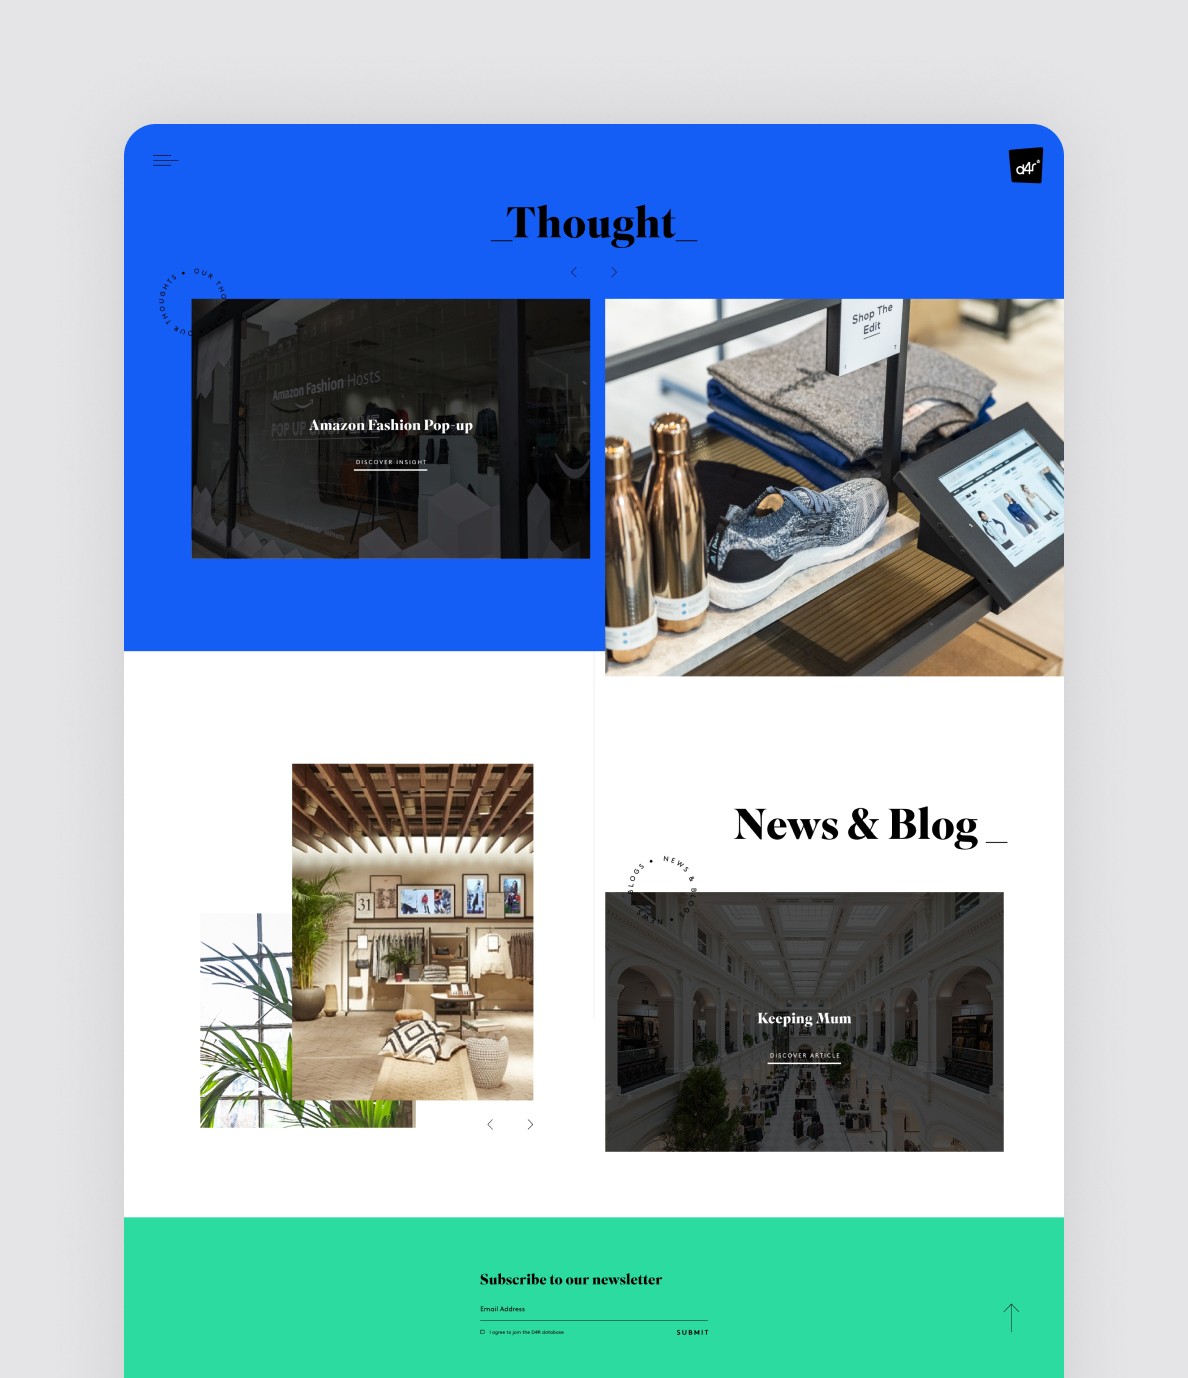 d4r
_Thought_
OUR THOUGHTS • OUR THO
Amazon Fashion Hosts
POP UP
Amazon Fashion Pop-up
DISCOVER INSIGHT
Shop The
Edit
31
News & Blog _
NEWS & BLOGS • NEWS
BLOGS •
Keeping Mum
DISCOVER ARTICLE
Subscribe to our newsletter
Email Address
I agree to join the D4R database
SUBMIT